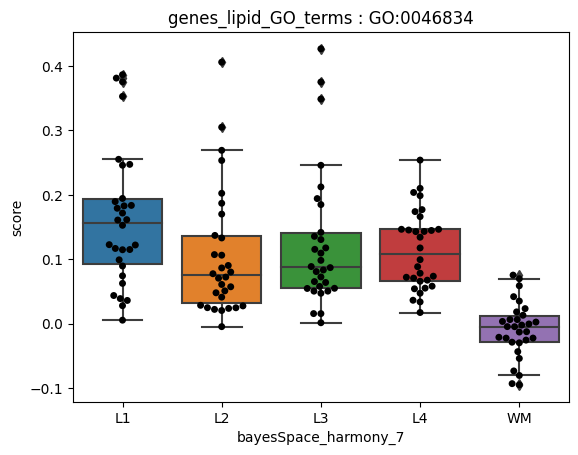 genes_lipid_GO_terms : GO:0046834
score
0.4
0.3
0.2
0.1
0.0
−0.1
L1 L2 L3 L4 WM
bayesSpace_harmony_7